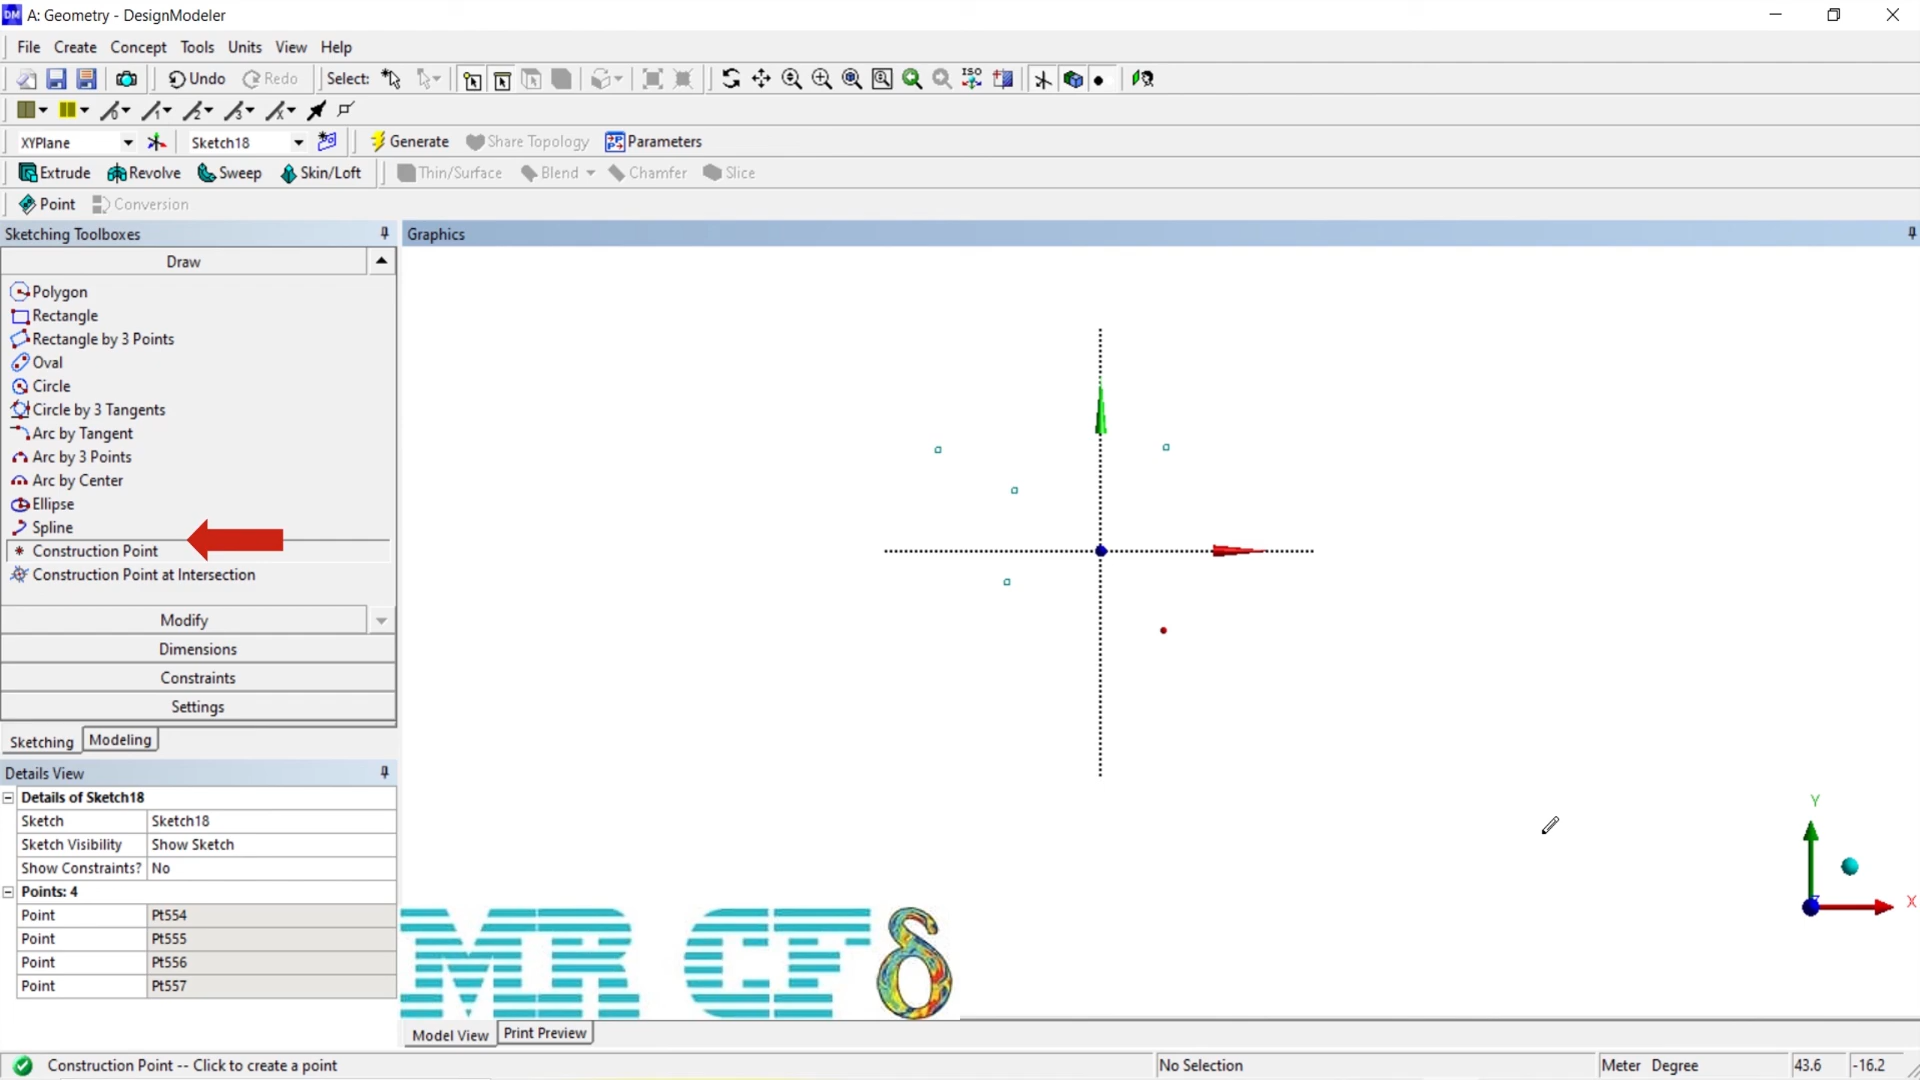 DM A: Geometry - DesignModeler
File Create Concept Tools Units View Help
Undo Redo Select: ISO
XYPlane Sketch18 Generate Share Topology Parameters
Extrude Revolve Sweep Skin/Loft Thin/Surface Blend Chamfer Slice
Point Conversion
Sketching Toolboxes
Graphics
Draw
Polygon
Rectangle
Rectangle by 3 Points
Oval
Circle
Circle by 3 Tangents
Arc by Tangent
Arc by 3 Points
Arc by Center
Ellipse
Spline
Construction Point
Construction Point at Intersection
Modify
Dimensions
Constraints
Settings
Sketching Modeling
Details View
Details of Sketch18
Sketch Sketch18
Sketch Visibility Show Sketch
Show Constraints? No
Points: 4
Point Pt554
Point Pt555
Point Pt556
Point Pt557
Y
X
MR CFδ
Model View Print Preview
Construction Point -- Click to create a point No Selection Meter Degree 43.6 -16.2